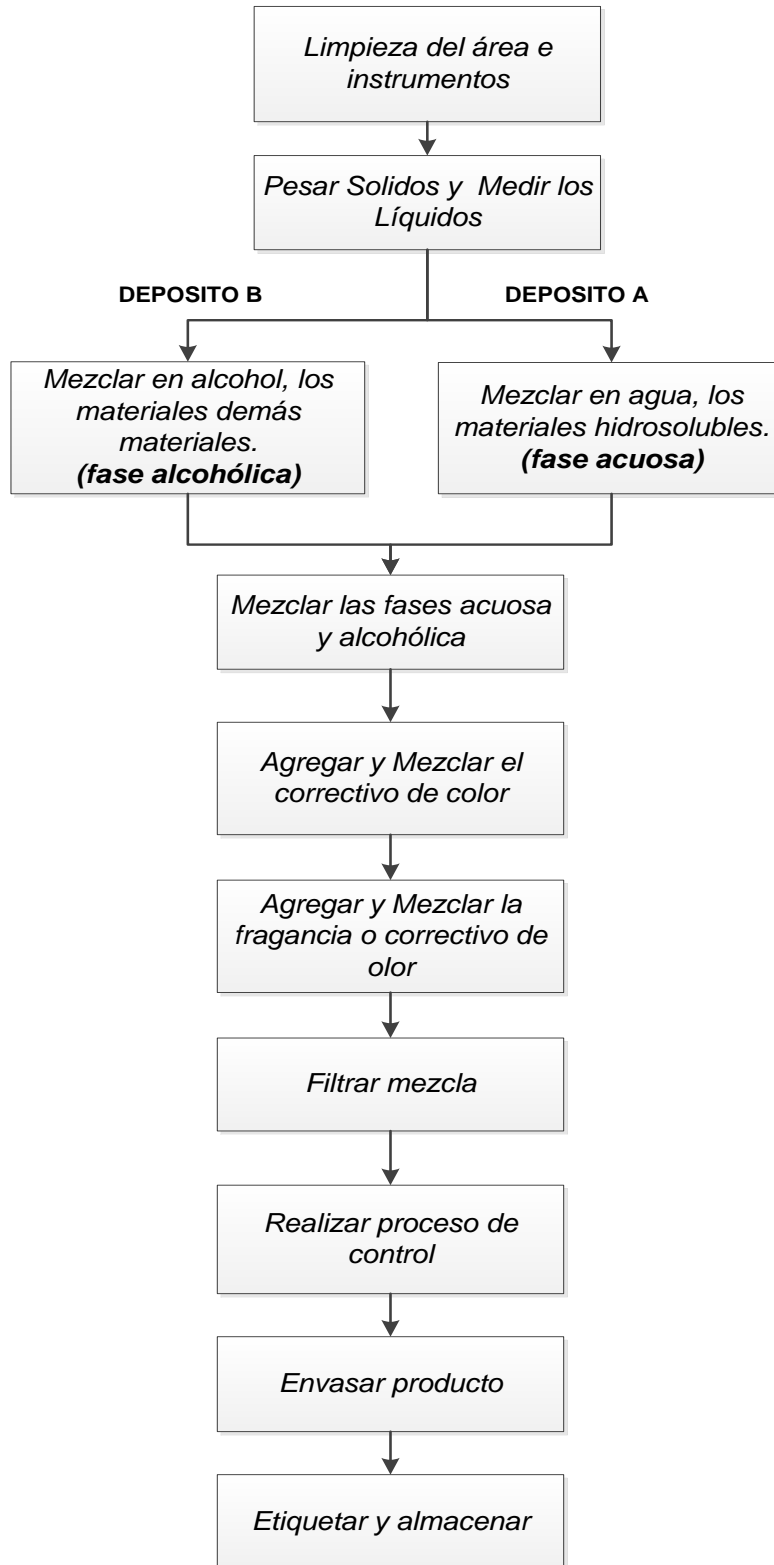 Limpieza del área e
instrumentos
Pesar Solidos y Medir los
Líquidos
DEPOSITO B
DEPOSITO A
Mezclar en alcohol, los
materiales demás
materiales.
(fase alcohólica)
Mezclar en agua, los
materiales hidrosolubles.
(fase acuosa)
Mezclar las fases acuosa
y alcohólica
Agregar y Mezclar el
correctivo de color
Agregar y Mezclar la
fragancia o correctivo de
olor
Filtrar mezcla
Realizar proceso de
control
Envasar producto
Etiquetar y almacenar